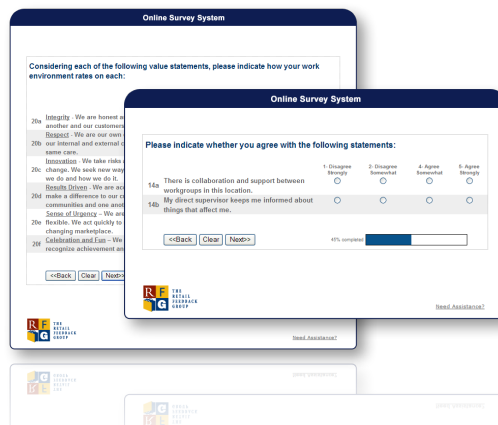 Online Survey System
Considering each of the following value statements, please indicate how your work
environment rates on each:
20a Integrity - We are honest a
another and our customers
Respect - We are our own
20b our internal and external c
same care.
Innovation - We take risks
20c change. We seek new way
we do and how we do it.
Results Driven - We are acc
20d make a difference to our c
communities and one anot
Sense of Urgency – We are
20e flexible. We act quickly to
changing marketplace.
20f Celebration and Fun – We
recognize achievement an
<<Back Clear Next>>
RFG THE
RETAIL
FEEDBACK
GROUP
Need Assistance?
Online Survey System
Please indicate whether you agree with the following statements:
1- Disagree Strongly 2- Disagree Somewhat 4- Agree Somewhat 5- Agree Strongly
14a There is collaboration and support between
workgroups in this location.
14b My direct supervisor keeps me informed about
things that affect me.
<<Back Clear Next>> 45% completed
RFG THE
RETAIL
FEEDBACK
GROUP
Need Assistance?